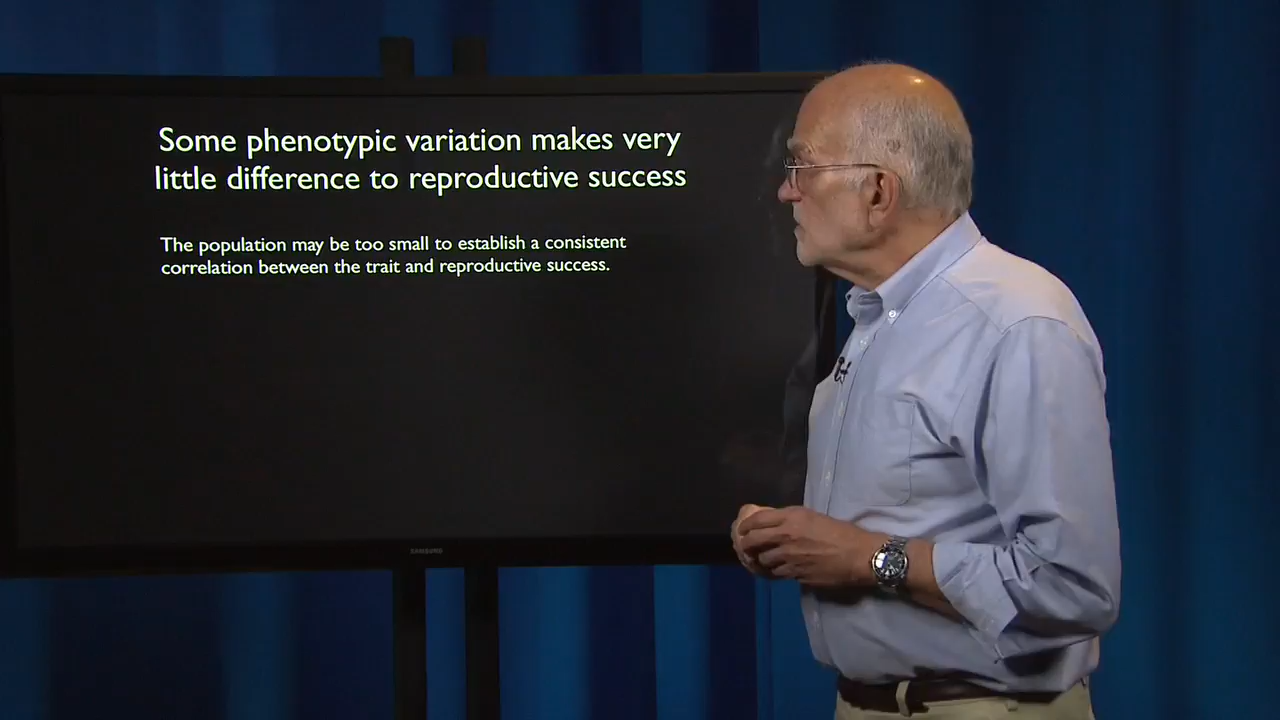 Some phenotypic variation makes very
little difference to reproductive success
The population may be too small to establish a consistent
correlation between the trait and reproductive success.
SAMSUNG